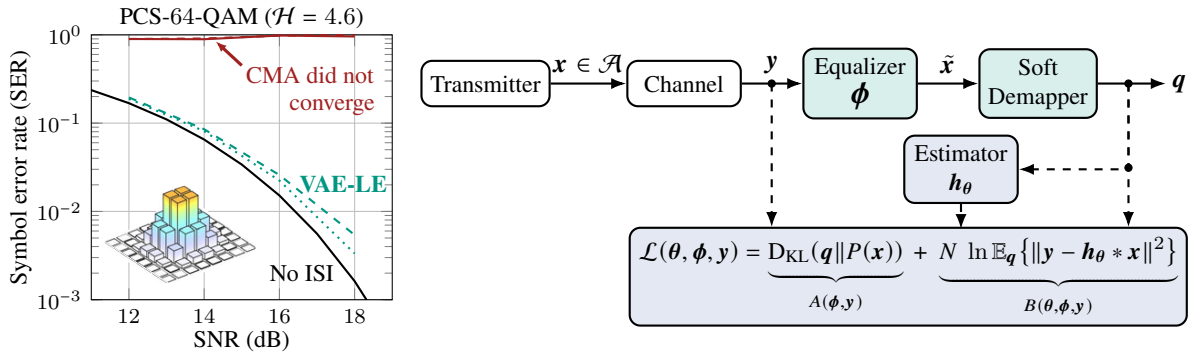 PCS-64-QAM (ℋ = 4.6)
Symbol error rate (SER)
10⁰
10⁻¹
10⁻²
10⁻³
CMA did not
converge
VAE-LE
No ISI
12 14 16 18
SNR (dB)
Transmitter
x ∈ 𝒜
Channel
y
Equalizer
ϕ
x̃
Soft
Demapper
q
Estimator
h_θ
ℒ(θ, ϕ, y) = D_KL(q‖P(x)) + N ln 𝔼_q{‖y − h_θ * x‖²}
A(ϕ,y) B(θ,ϕ,y)